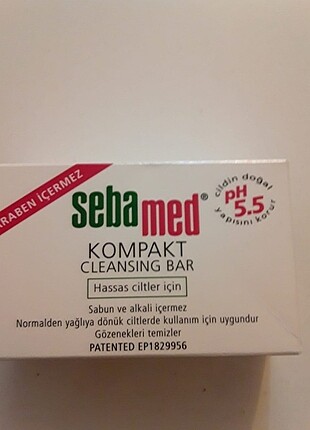 PARABEN İÇERMEZ
sebamed®
cildin doğal
pH
5.5
yapısını korur
KOMPAKT
CLEANSING BAR
Hassas ciltler için
Sabun ve alkali içermez
Normalden yağlıya dönük ciltlerde kullanım için uygundur
Gözenekleri temizler
PATENTED EP1829956